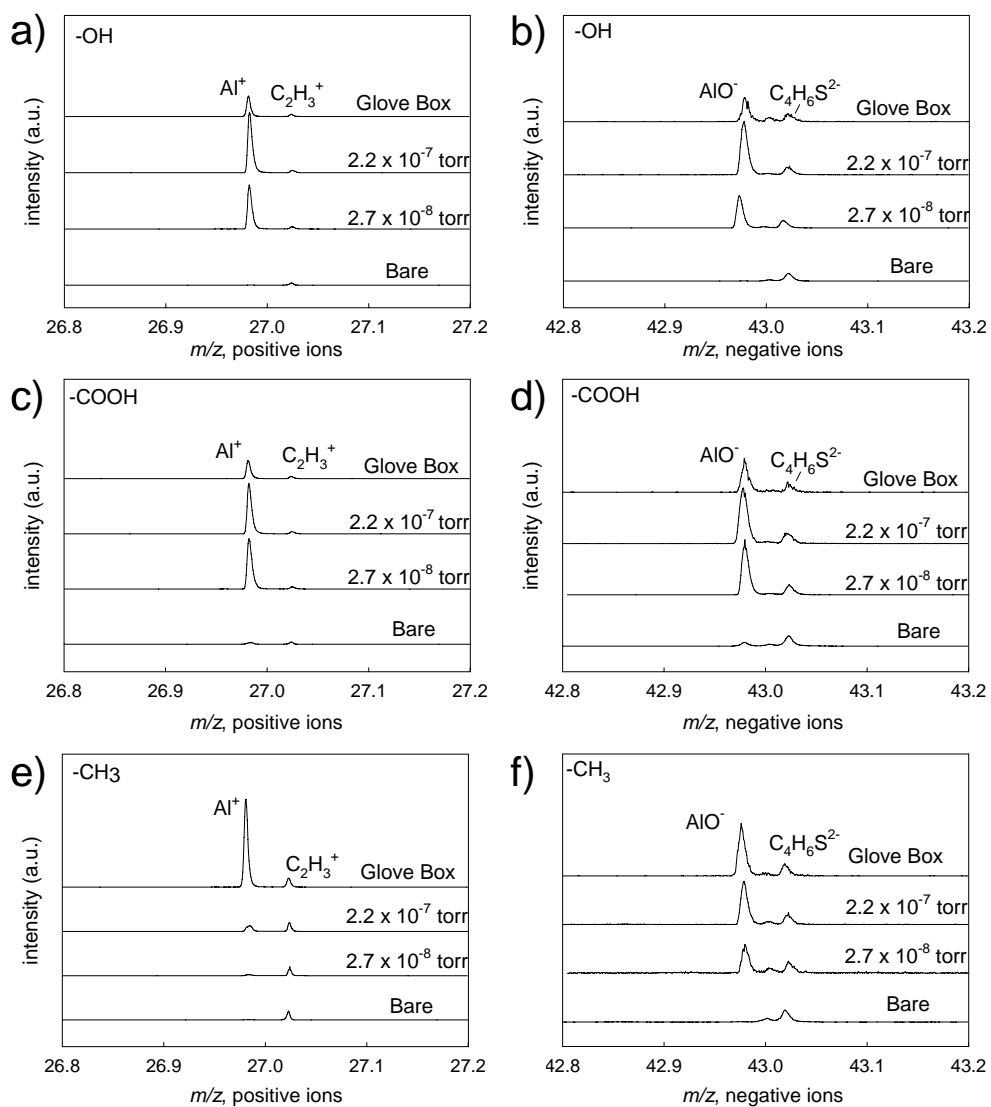 a)
-OH
Al⁺
C₂H₃⁺
Glove Box
2.2 x 10⁻⁷ torr
2.7 x 10⁻⁸ torr
Bare
intensity (a.u.)
26.8 26.9 27.0 27.1 27.2
m/z, positive ions
b)
-OH
AlO⁻
C₄H₆S²⁻
Glove Box
2.2 x 10⁻⁷ torr
2.7 x 10⁻⁸ torr
Bare
intensity (a.u.)
42.8 42.9 43.0 43.1 43.2
m/z, negative ions
c)
-COOH
Al⁺
C₂H₃⁺
Glove Box
2.2 x 10⁻⁷ torr
2.7 x 10⁻⁸ torr
Bare
intensity (a.u.)
26.8 26.9 27.0 27.1 27.2
m/z, positive ions
d)
-COOH
AlO⁻
C₄H₆S²⁻
Glove Box
2.2 x 10⁻⁷ torr
2.7 x 10⁻⁸ torr
Bare
intensity (a.u.)
42.8 42.9 43.0 43.1 43.2
m/z, negative ions
e)
-CH3
Al⁺
C₂H₃⁺
Glove Box
2.2 x 10⁻⁷ torr
2.7 x 10⁻⁸ torr
Bare
intensity (a.u.)
26.8 26.9 27.0 27.1 27.2
m/z, positive ions
f)
-CH₃
AlO⁻
C₄H₆S²⁻
Glove Box
2.2 x 10⁻⁷ torr
2.7 x 10⁻⁸ torr
Bare
intensity (a.u.)
42.8 42.9 43.0 43.1 43.2
m/z, negative ions